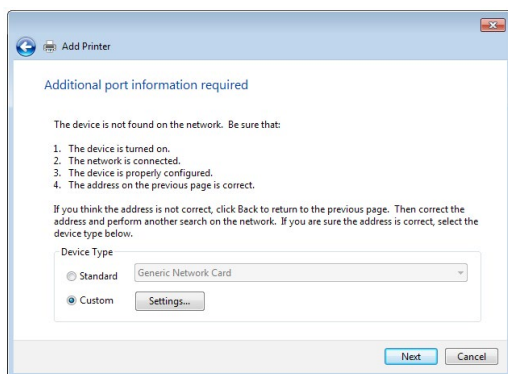 Add Printer
Additional port information required
The device is not found on the network. Be sure that:
1. The device is turned on.
2. The network is connected.
3. The device is properly configured.
4. The address on the previous page is correct.
If you think the address is not correct, click Back to return to the previous page. Then correct the
address and perform another search on the network. If you are sure the address is correct, select the
device type below.
Device Type
Standard
Generic Network Card
Custom
Settings...
Next
Cancel